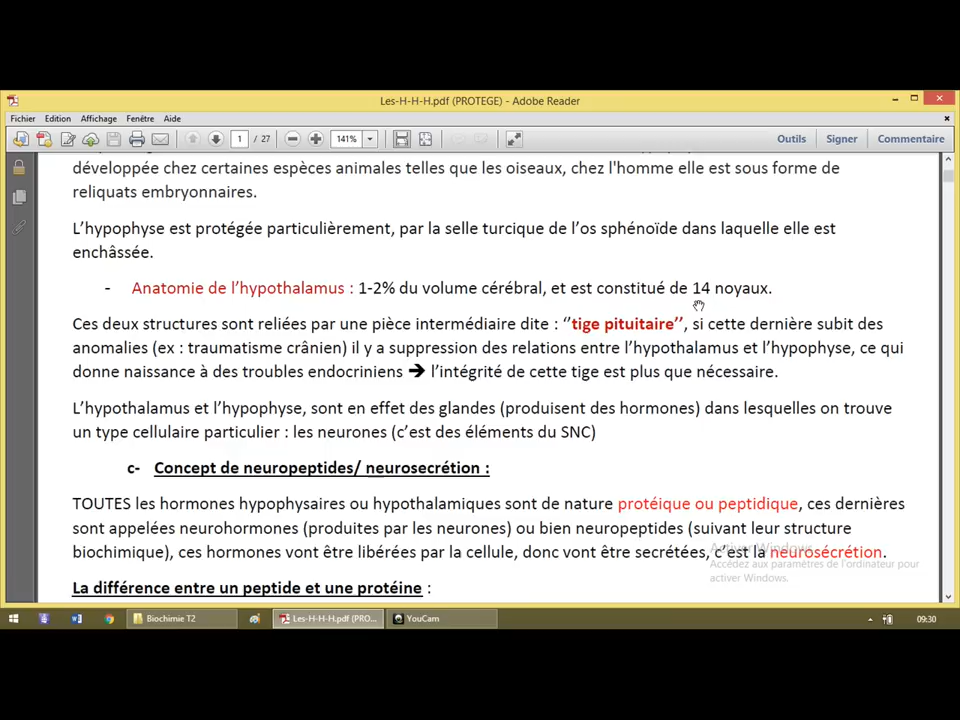 Les-H-H-H.pdf (PROTEGE) - Adobe Reader
Fichier Edition Affichage Fenêtre Aide
1 / 27 141% Outils Signer Commentaire
développée chez certaines espèces animales telles que les oiseaux, chez l'homme elle est sous forme de
reliquats embryonnaires.
L’hypophyse est protégée particulièrement, par la selle turcique de l’os sphénoïde dans laquelle elle est
enchâssée.
- Anatomie de l’hypothalamus : 1-2% du volume cérébral, et est constitué de 14 noyaux.
Ces deux structures sont reliées par une pièce intermédiaire dite : ‘’tige pituitaire’’, si cette dernière subit des
anomalies (ex : traumatisme crânien) il y a suppression des relations entre l’hypothalamus et l’hypophyse, ce qui
donne naissance à des troubles endocriniens ➔ l’intégrité de cette tige est plus que nécessaire.
L’hypothalamus et l’hypophyse, sont en effet des glandes (produisent des hormones) dans lesquelles on trouve
un type cellulaire particulier : les neurones (c’est des éléments du SNC)
c- Concept de neuropeptides/ neurosecrétion :
TOUTES les hormones hypophysaires ou hypothalamiques sont de nature protéique ou peptidique, ces dernières
sont appelées neurohormones (produites par les neurones) ou bien neuropeptides (suivant leur structure
biochimique), ces hormones vont être libérées par la cellule, donc vont être secrétées, c’est la neurosécrétion.
Activer Windows
Accédez aux paramètres de l'ordinateur pour
activer Windows.
La différence entre un peptide et une protéine :
Biochimie T2 Les-H-H-H.pdf (PRO... YouCam 09:30